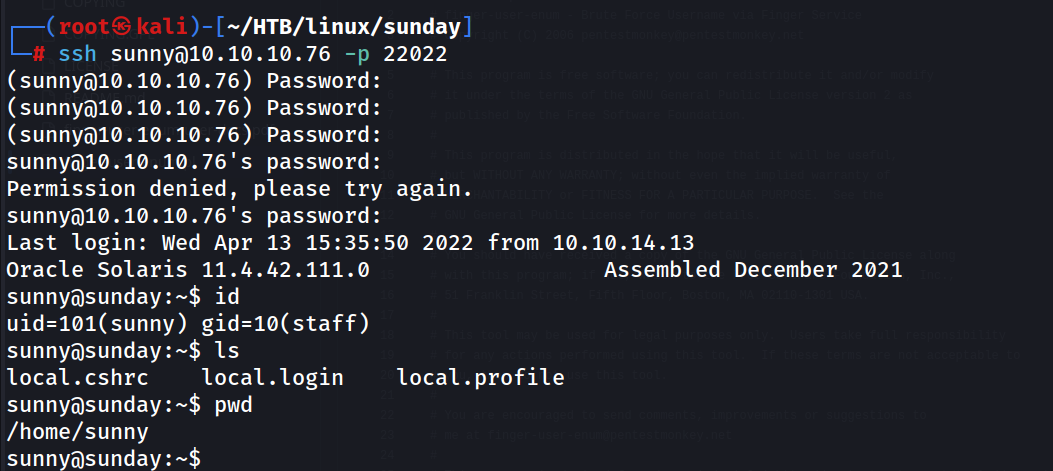 ┌──(root㉿kali)-[~/HTB/linux/sunday]
└─# ssh sunny@10.10.10.76 -p 22022
(sunny@10.10.10.76) Password:
(sunny@10.10.10.76) Password:
(sunny@10.10.10.76) Password:
sunny@10.10.10.76's password:
Permission denied, please try again.
sunny@10.10.10.76's password:
Last login: Wed Apr 13 15:35:50 2022 from 10.10.14.13
Oracle Solaris 11.4.42.111.0 Assembled December 2021
sunny@sunday:~$ id
uid=101(sunny) gid=10(staff)
sunny@sunday:~$ ls
local.cshrc local.login local.profile
sunny@sunday:~$ pwd
/home/sunny
sunny@sunday:~$